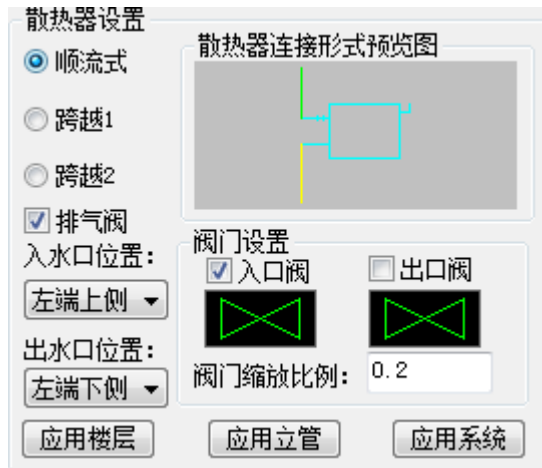 散热器设置
顺流式
散热器连接形式预览图
跨越1
跨越2
排气阀
入水口位置:
左端上侧
出水口位置:
左端下侧
阀门设置
入口阀
出口阀
阀门缩放比例:
0.2
应用楼层
应用立管
应用系统